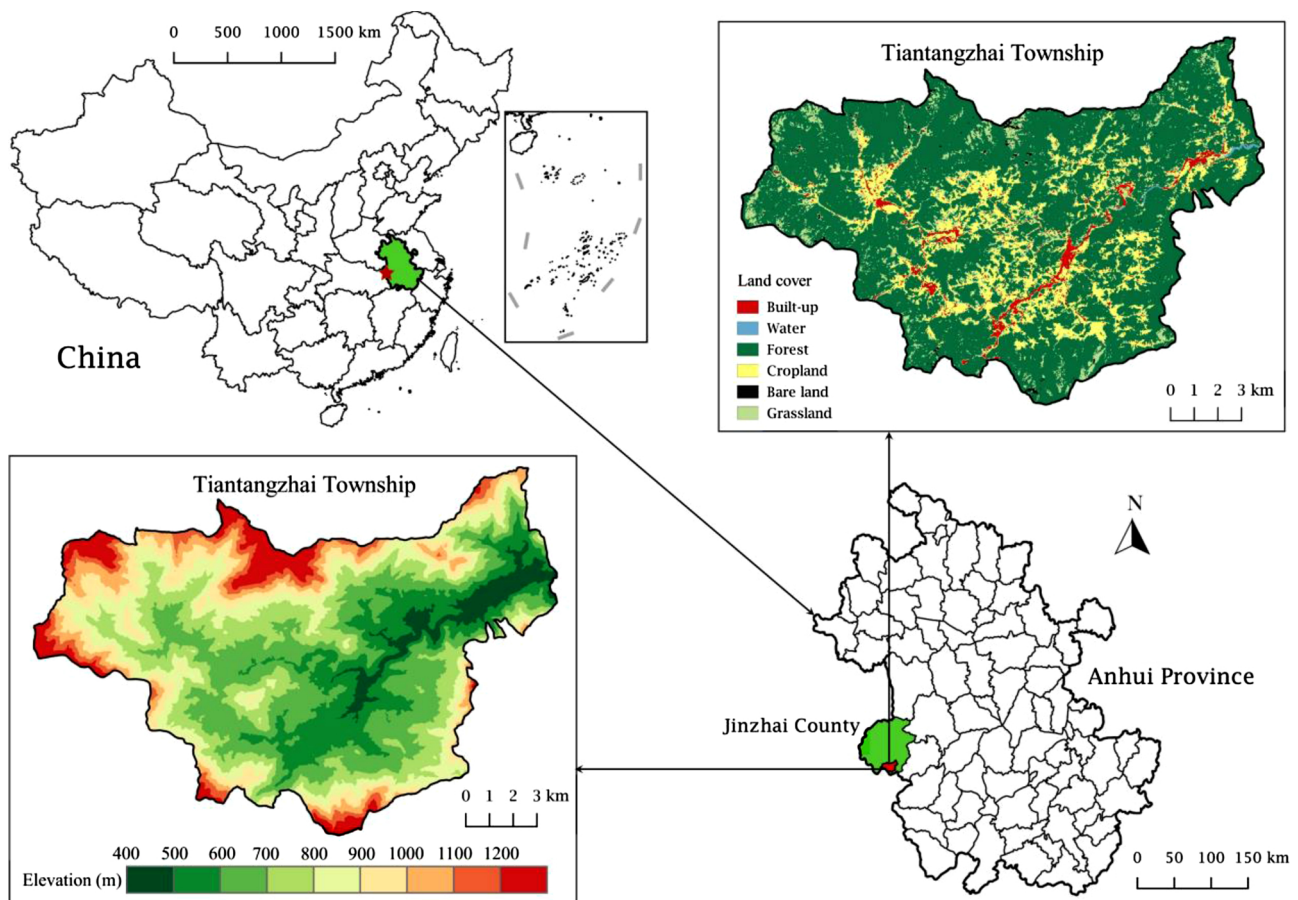 0 500 1000 1500 km
China
Tiantangzhai Township
Land cover
Built-up
Water
Forest
Cropland
Bare land
Grassland
0 1 2 3 km
Tiantangzhai Township
0 1 2 3 km
400 500 600 700 800 900 1000 1100 1200
Elevation (m)
N
Anhui Province
Jinzhai County
0 50 100 150 km